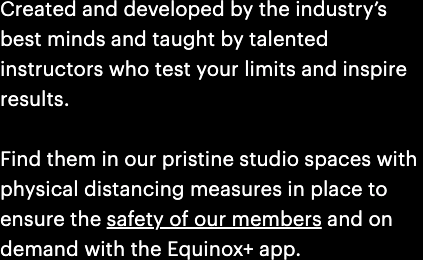 Created and developed by the industry’s
best minds and taught by talented
instructors who test your limits and inspire
results.
Find them in our pristine studio spaces with
physical distancing measures in place to
ensure the safety of our members and on
demand with the Equinox+ app.